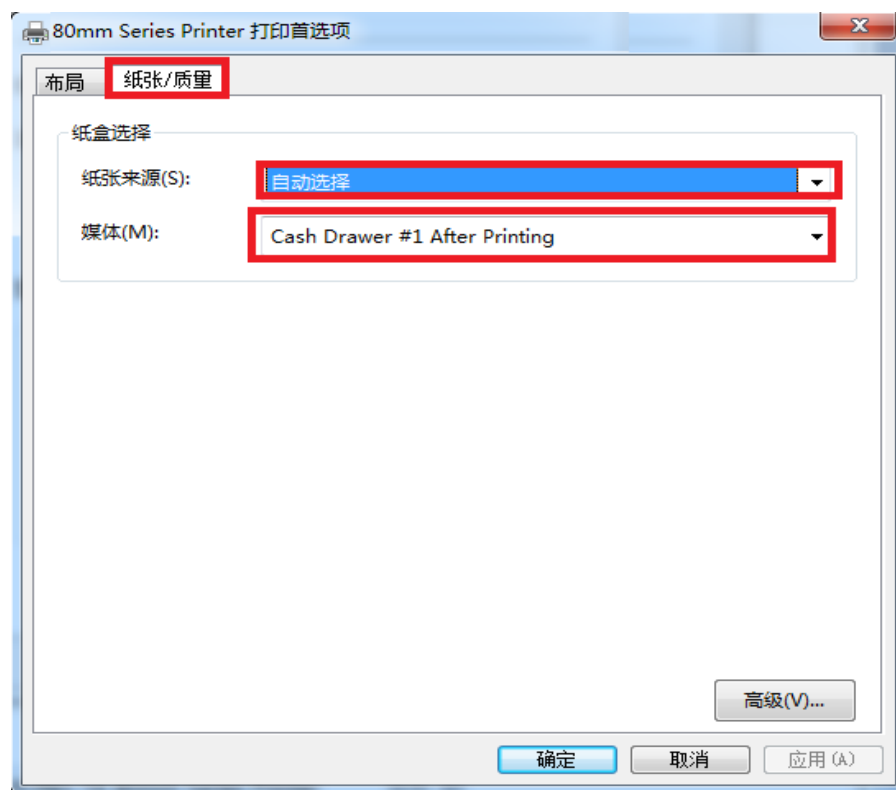 80mm Series Printer 打印首选项
布局 纸张/质量
纸盒选择
纸张来源(S): 自动选择
媒体(M): Cash Drawer #1 After Printing
高级(V)...
确定 取消 应用(A)